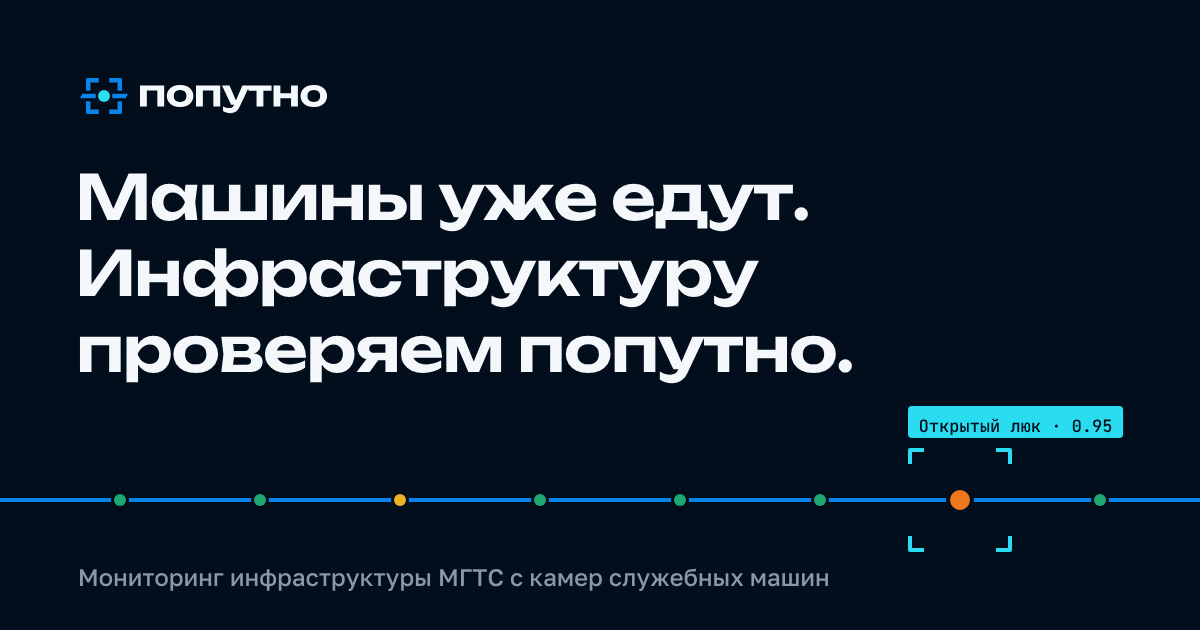 попутно
Машины уже едут.
Инфраструктуру
проверяем попутно.
Открытый люк · 0.95
Мониторинг инфраструктуры МГТС с камер служебных машин